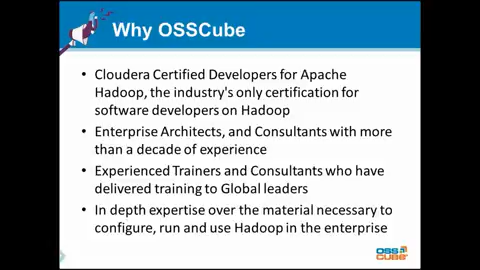 Why OSSCube
• Cloudera Certified Developers for Apache
Hadoop, the industry's only certification for
software developers on Hadoop
• Enterprise Architects, and Consultants with more
than a decade of experience
• Experienced Trainers and Consultants who have
delivered training to Global leaders
• In depth expertise over the material necessary to
configure, run and use Hadoop in the enterprise
OSS
CUBE